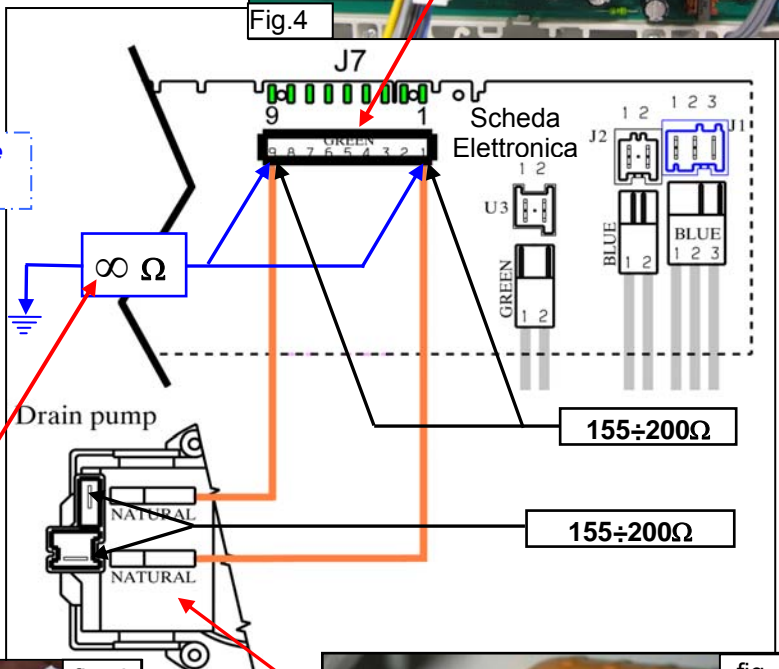 Fig.4
J7
9 1
GREEN
9 8 7 6 5 4 3 2 1
Scheda
Elettronica
1 2
U3
GREEN
1 2
1 2
J2
BLUE
1 2
1 2 3
J1
BLUE
1 2 3
e
∞ Ω
Drain pump
NATURAL
NATURAL
155÷200Ω
155÷200Ω